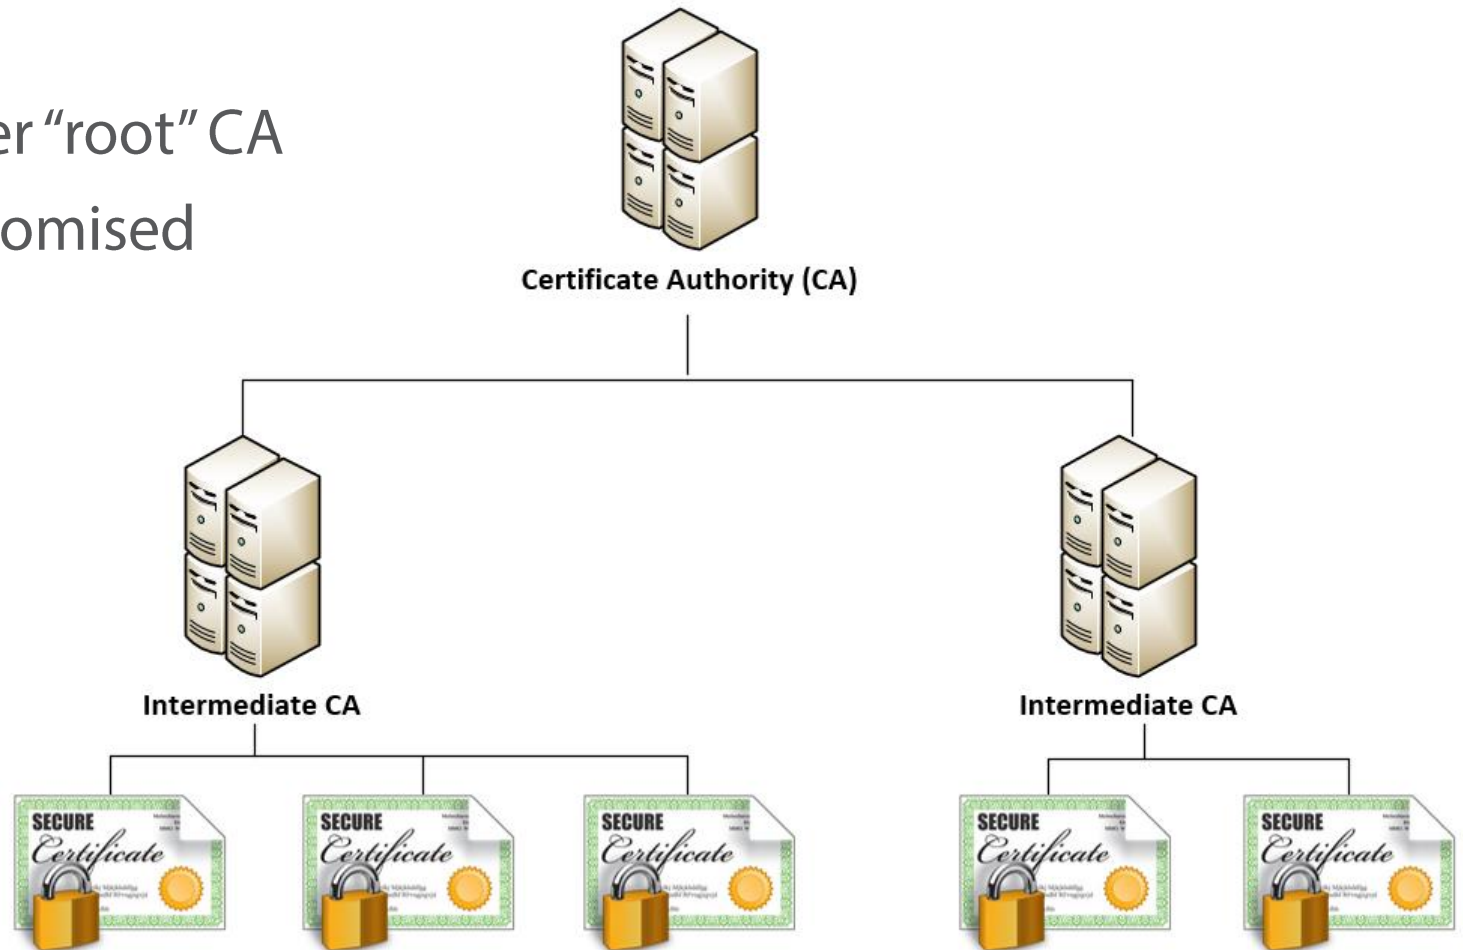 er “root” CA
omised
Certificate Authority (CA)
Intermediate CA
Intermediate CA
SECURE
Certificate
SECURE
Certificate
SECURE
Certificate
SECURE
Certificate
SECURE
Certificate